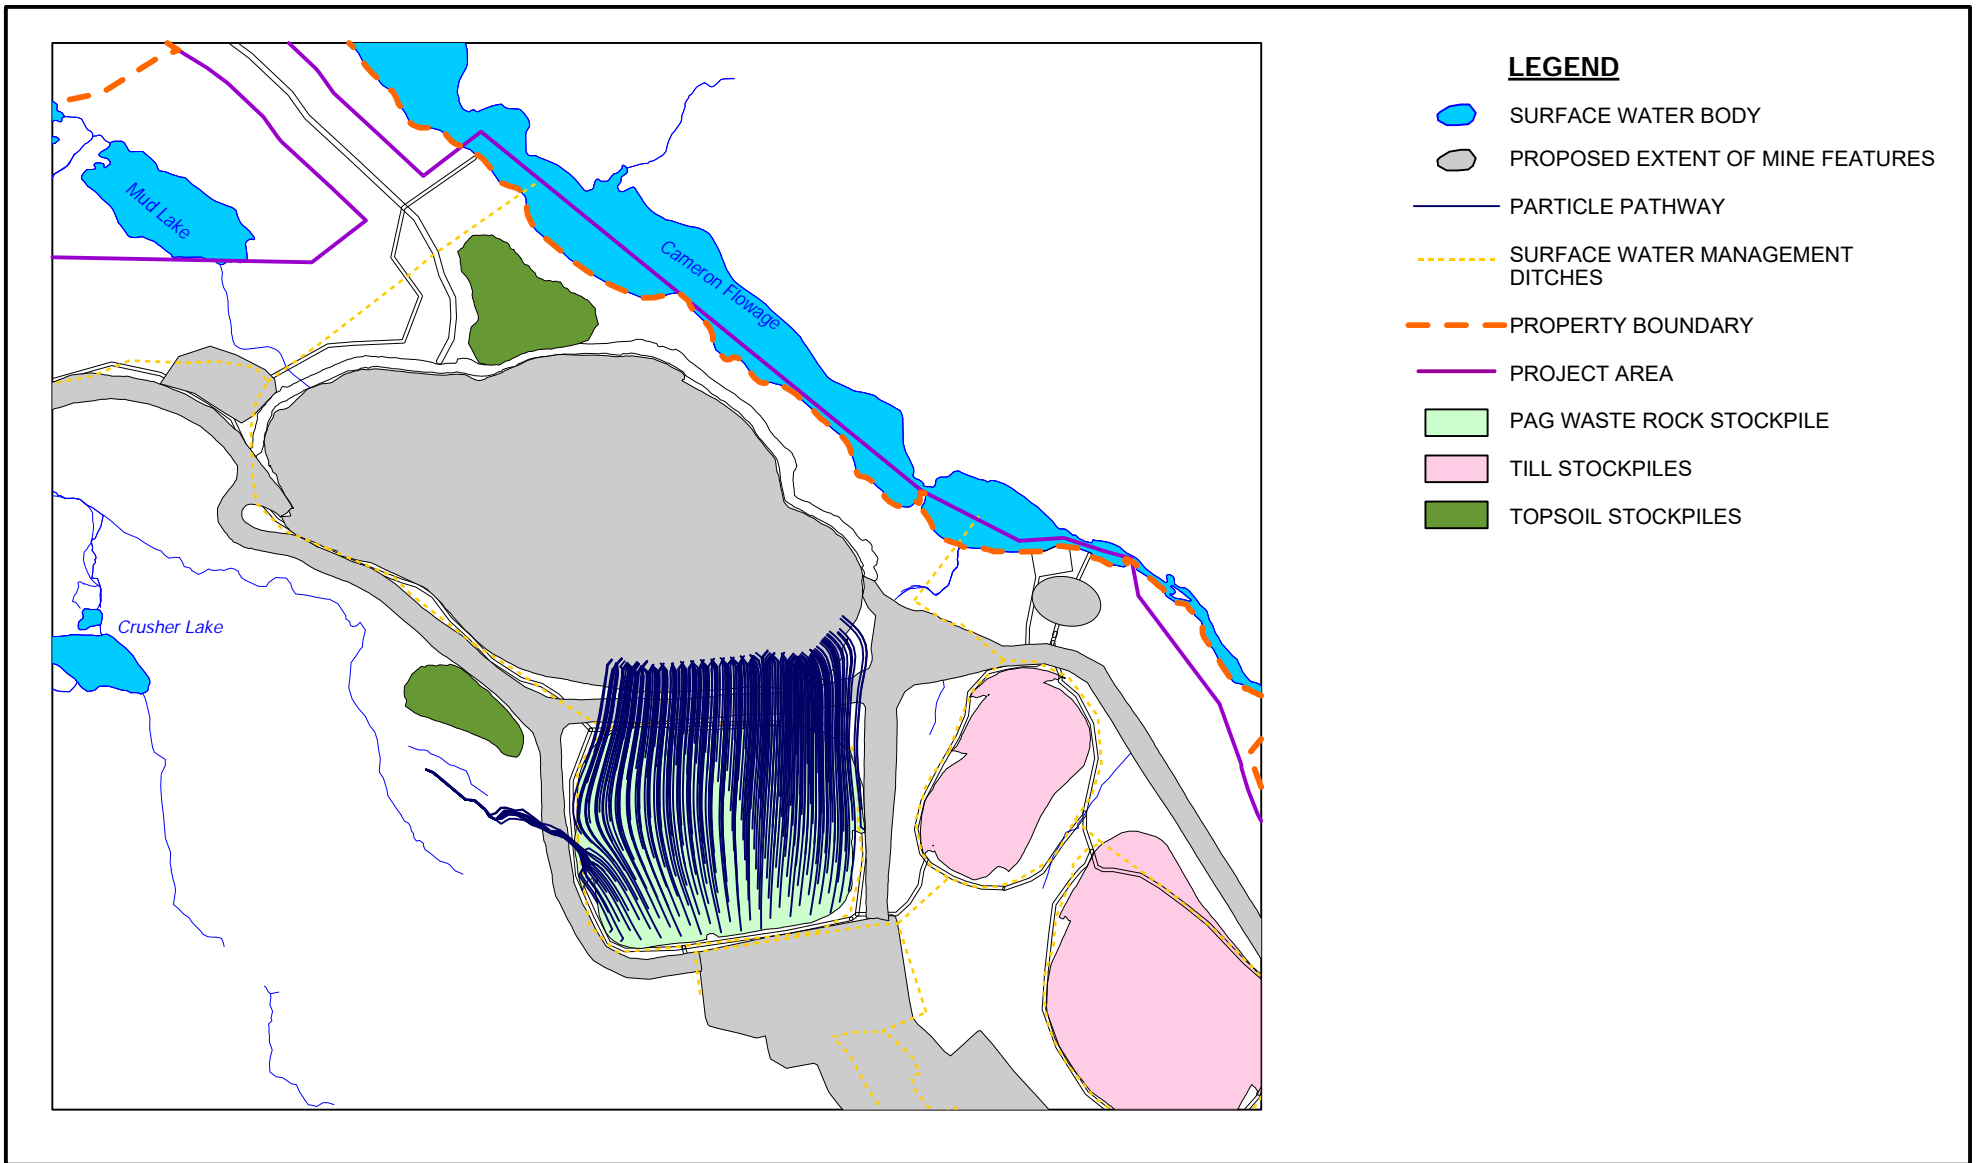 LEGEND
SURFACE WATER BODY
PROPOSED EXTENT OF MINE FEATURES
PARTICLE PATHWAY
SURFACE WATER MANAGEMENT
DITCHES
PROPERTY BOUNDARY
PROJECT AREA
PAG WASTE ROCK STOCKPILE
TILL STOCKPILES
TOPSOIL STOCKPILES
Mud Lake
Cameron Flowage
Crusher Lake